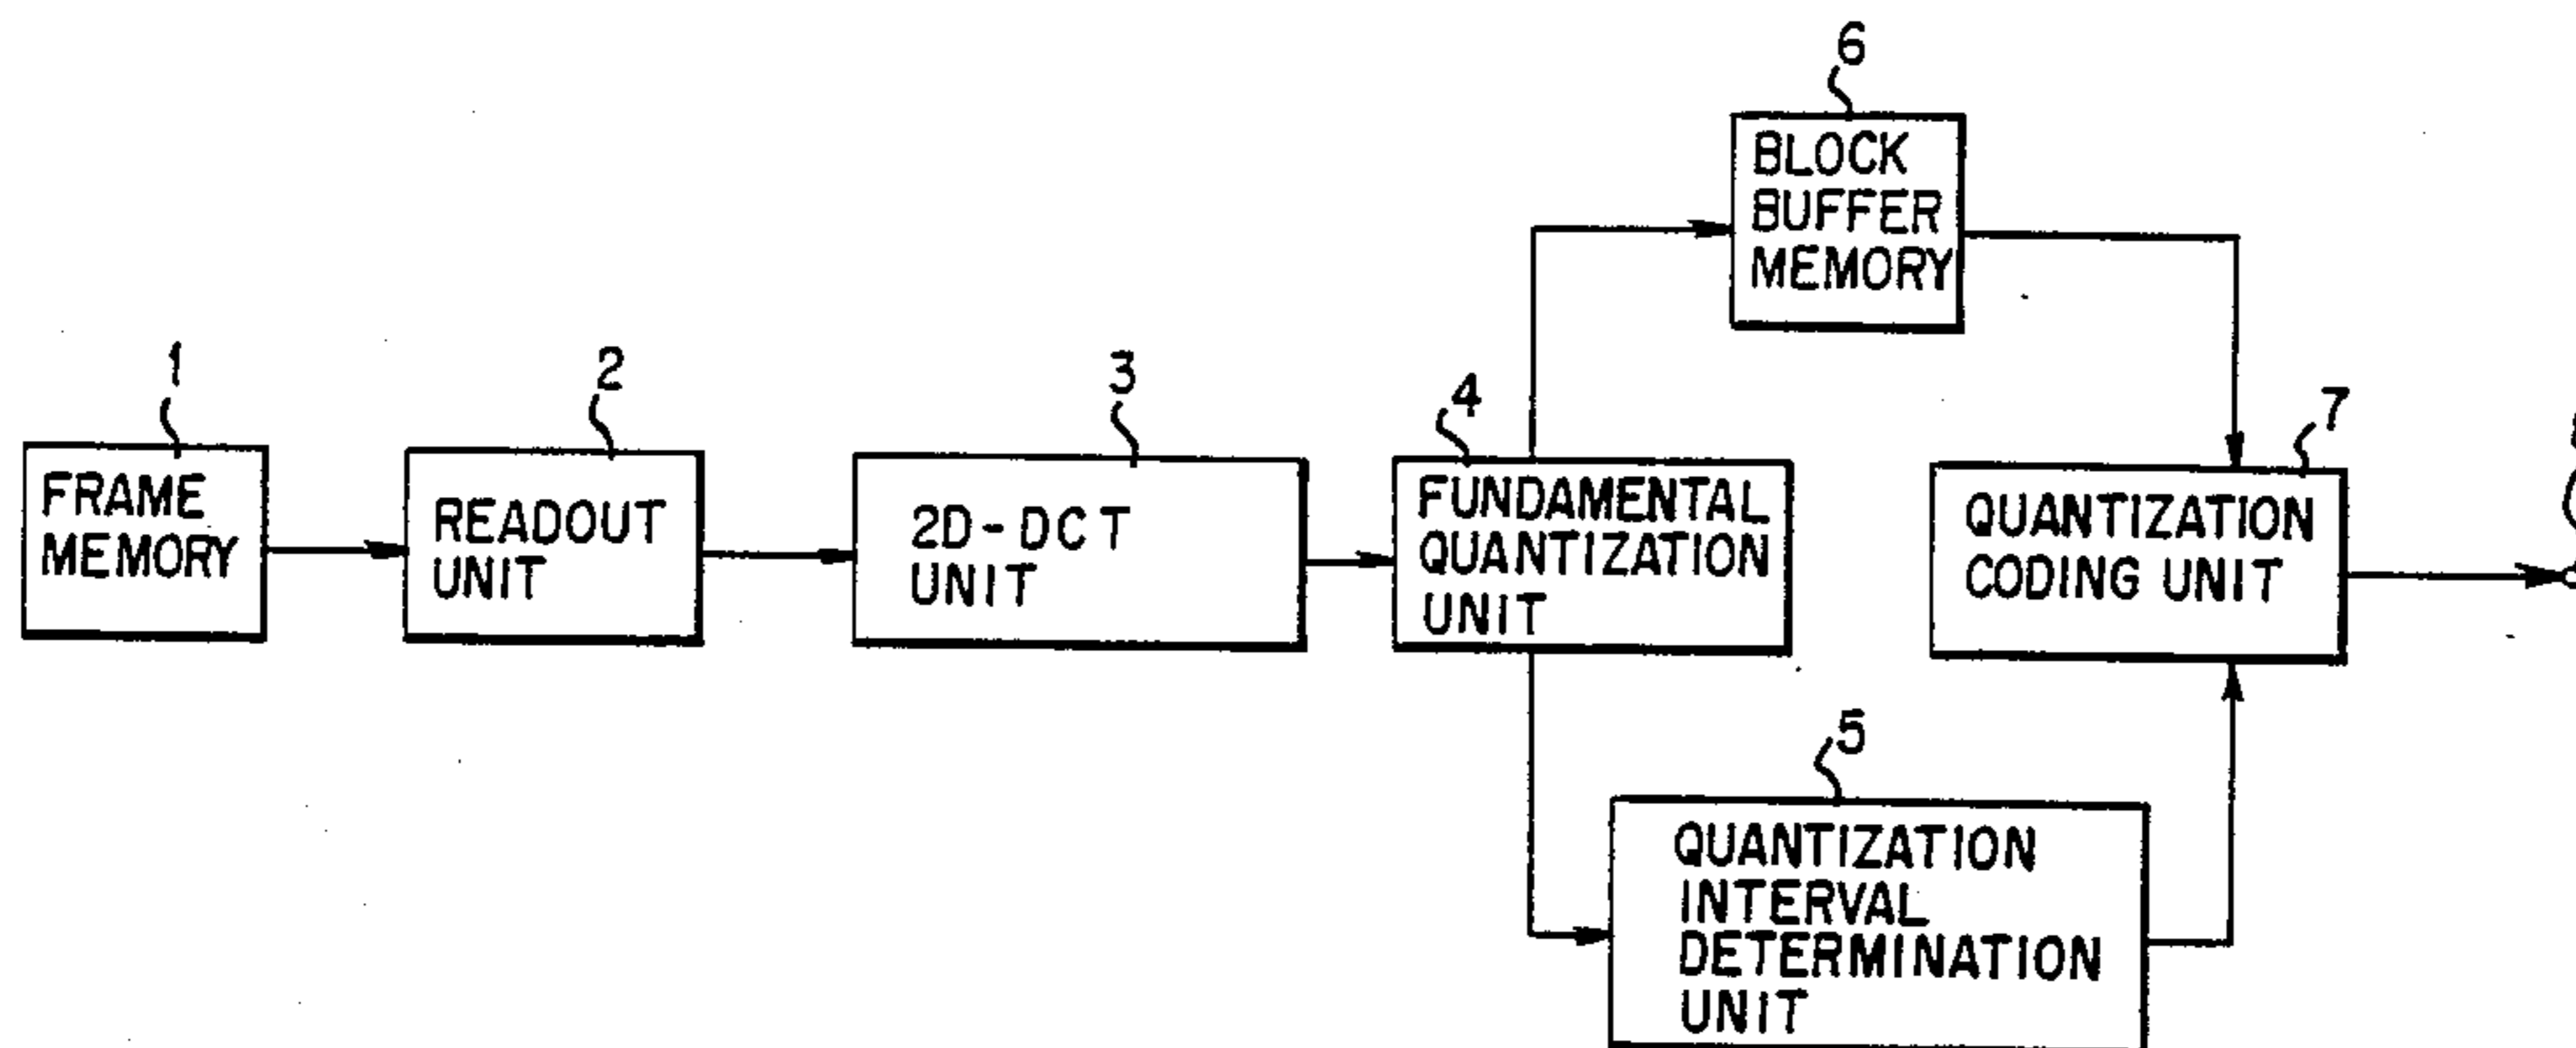 6
BLOCK
BUFFER
MEMORY
1
2
3
4
7
FRAME
MEMORY
READOUT
UNIT
2D-DCT
UNIT
FUNDAMENTAL
QUANTIZATION
UNIT
QUANTIZATION
CODING UNIT
5
QUANTIZATION
INTERVAL
DETERMINATION
UNIT